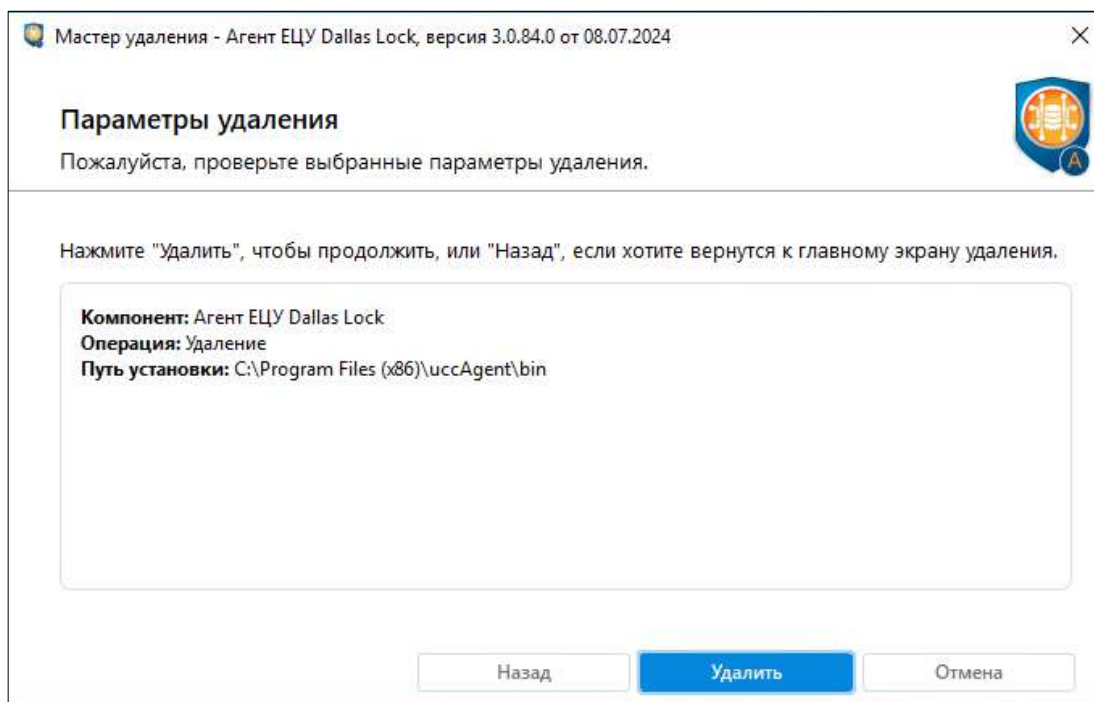 Мастер удаления - Агент ЕЦУ Dallas Lock, версия 3.0.84.0 от 08.07.2024
Параметры удаления
Пожалуйста, проверьте выбранные параметры удаления.
A
Нажмите "Удалить", чтобы продолжить, или "Назад", если хотите вернутся к главному экрану удаления.
Компонент: Агент ЕЦУ Dallas Lock
Операция: Удаление
Путь установки: C:\Program Files (x86)\uccAgent\bin
Назад
Удалить
Отмена